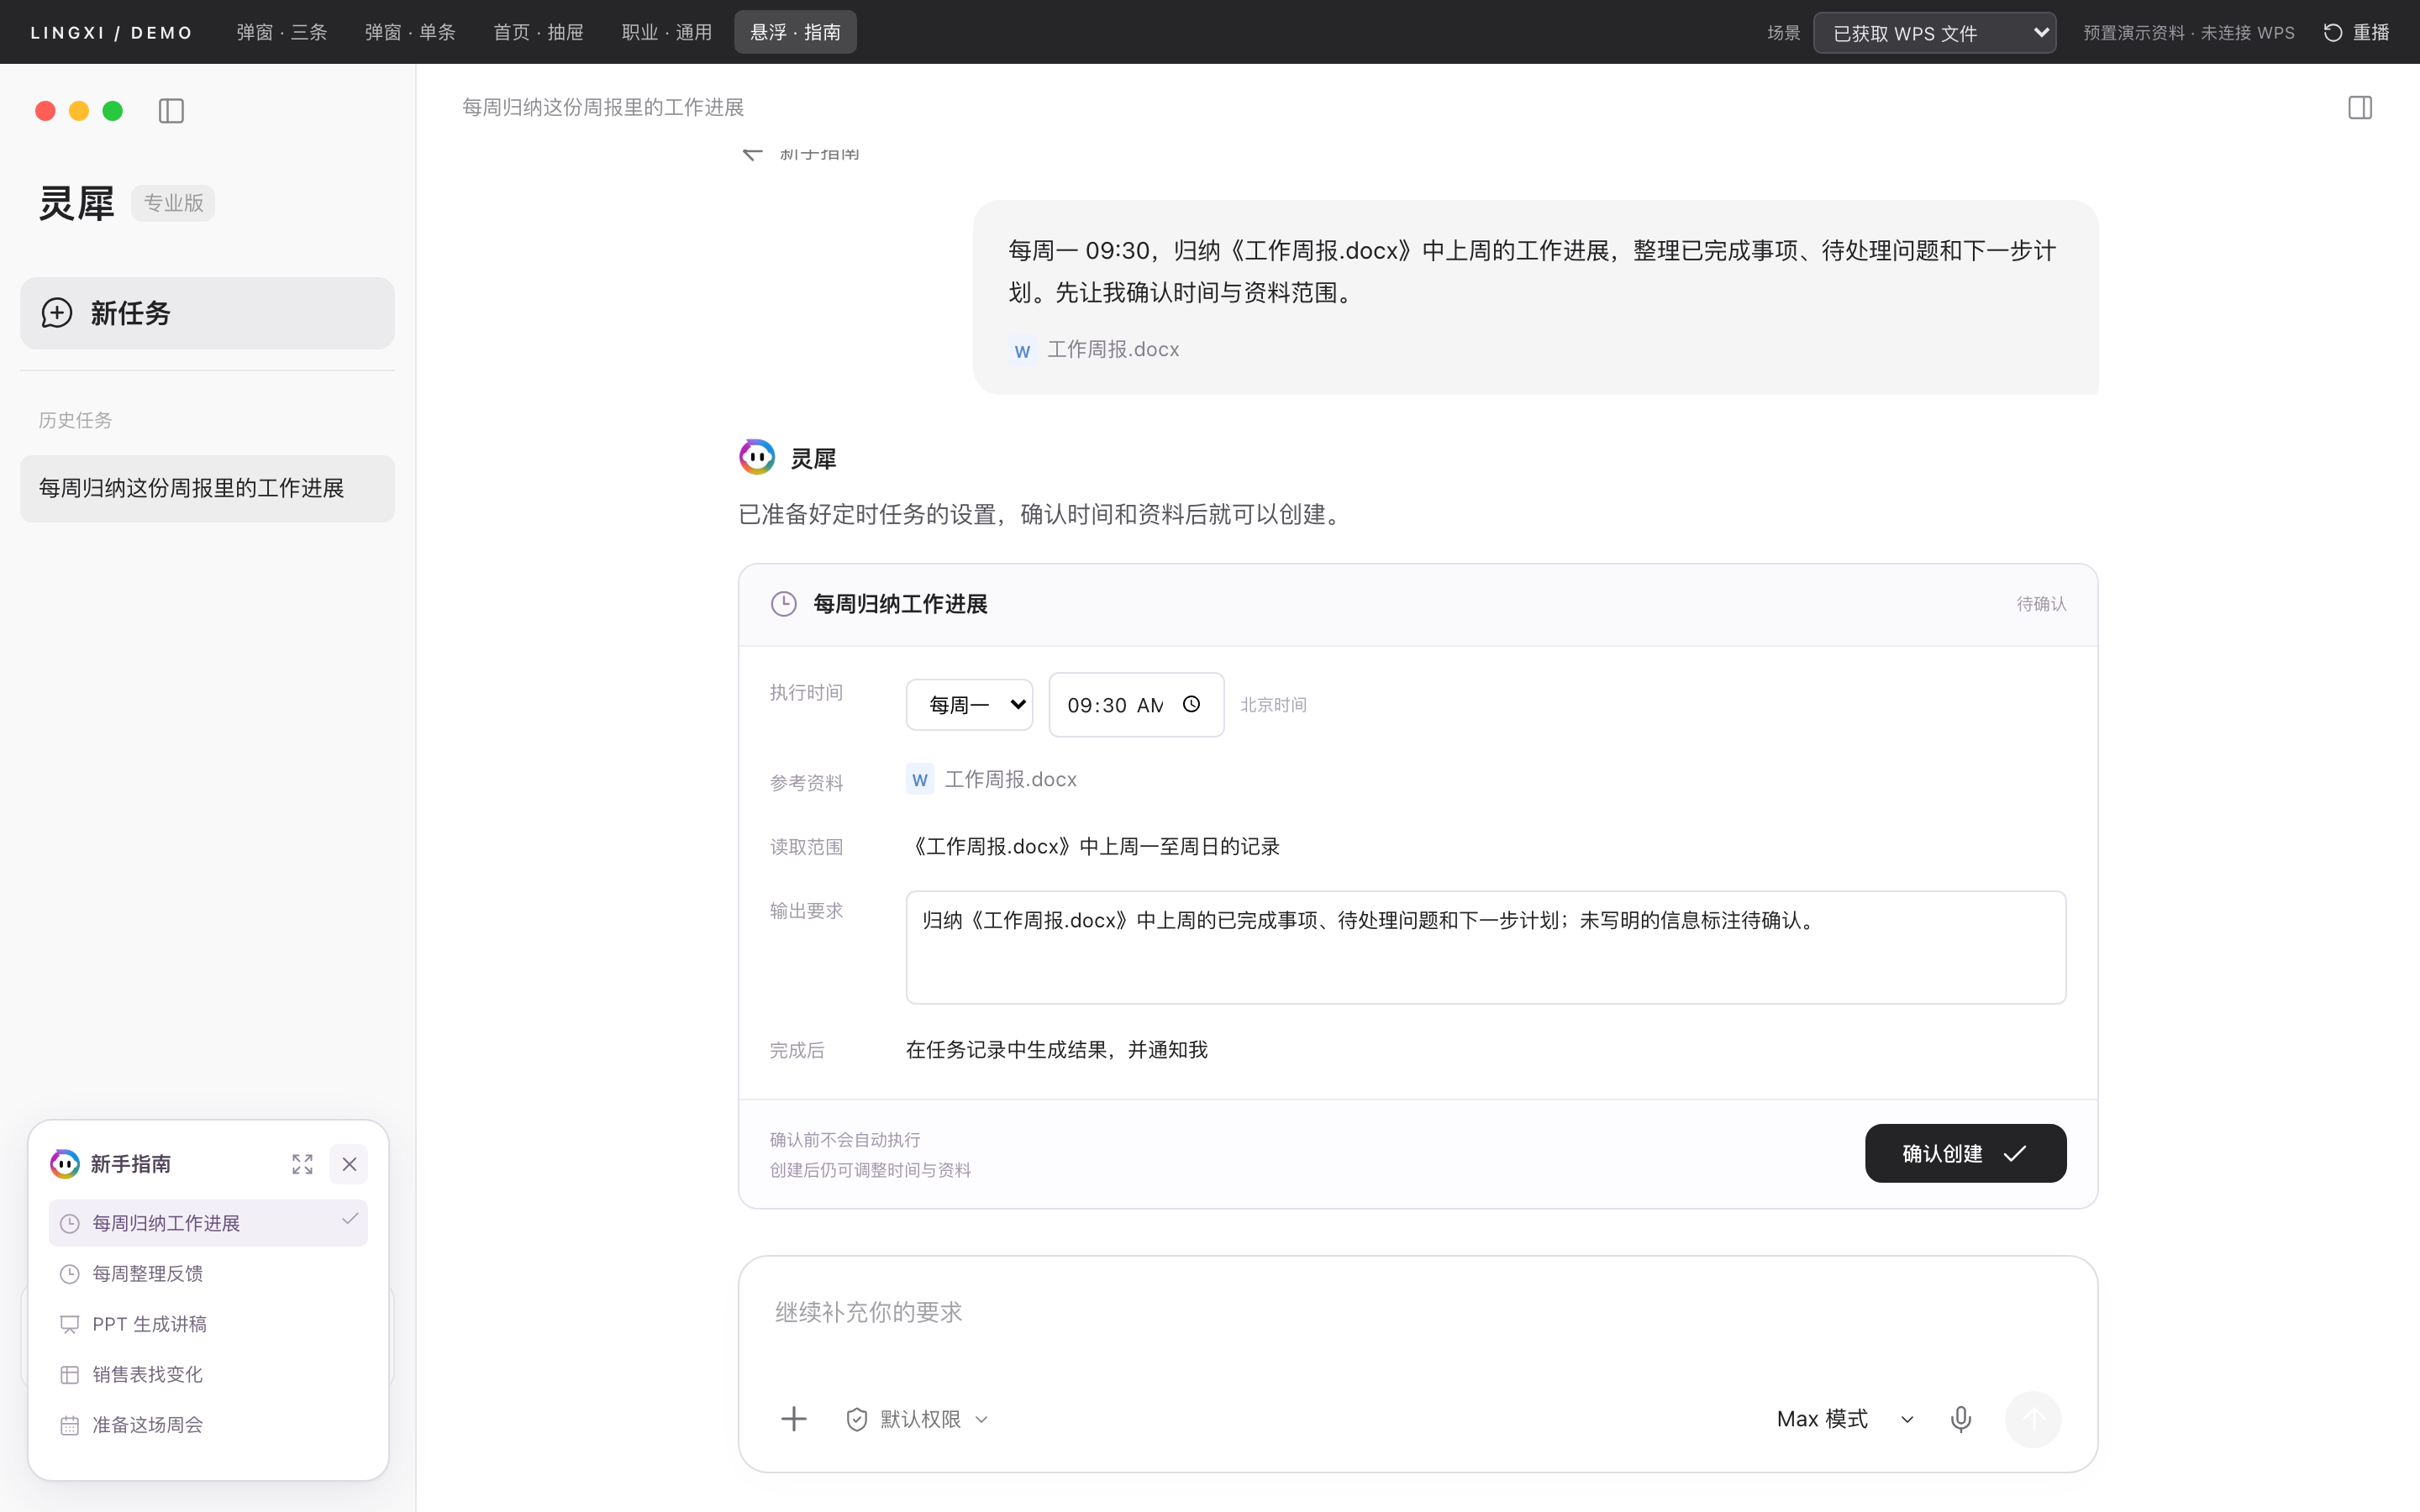 LINGXI / DEMO
弹窗 · 三条
弹窗 · 单条
首页 · 抽屉
职业 · 通用
悬浮 · 指南
场景
已获取 WPS 文件
预置演示资料 · 未连接 WPS
重播
灵犀
专业版
新任务
历史任务
每周归纳这份周报里的工作进展
每周归纳这份周报里的工作进展
新手指南
每周一 09:30，归纳《工作周报.docx》中上周的工作进展，整理已完成事项、待处理问题和下一步计
划。先让我确认时间与资料范围。
W 工作周报.docx
灵犀
已准备好定时任务的设置，确认时间和资料后就可以创建。
每周归纳工作进展
待确认
执行时间
每周一
09:30 AM
北京时间
参考资料
W 工作周报.docx
读取范围
《工作周报.docx》中上周一至周日的记录
输出要求
归纳《工作周报.docx》中上周的已完成事项、待处理问题和下一步计划；未写明的信息标注待确认。
完成后
在任务记录中生成结果，并通知我
确认前不会自动执行
创建后仍可调整时间与资料
确认创建
继续补充你的要求
默认权限
Max 模式
新手指南
每周归纳工作进展
每周整理反馈
PPT 生成讲稿
销售表找变化
准备这场周会